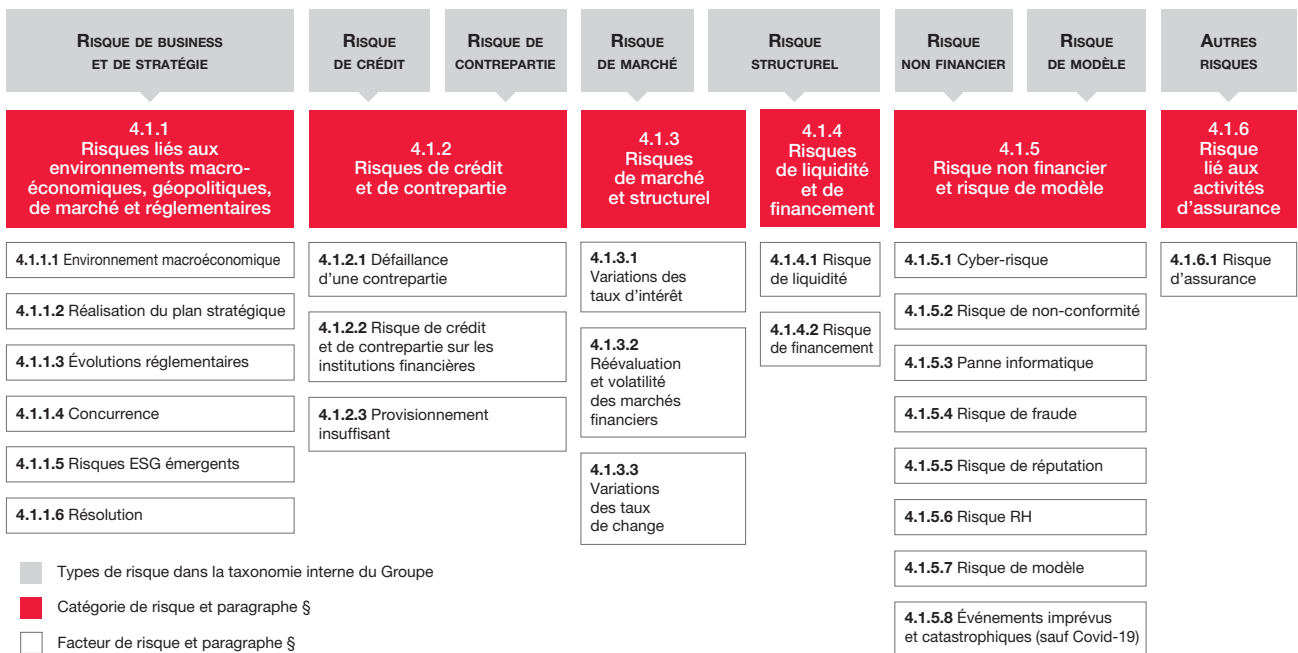 RISQUE DE BUSINESS
ET DE STRATÉGIE
RISQUE
DE CRÉDIT
RISQUE DE
CONTREPARTIE
RISQUE
DE MARCHÉ
RISQUE
STRUCTUREL
RISQUE
NON FINANCIER
RISQUE
DE MODÈLE
AUTRES
RISQUES
4.1.1
Risques liés aux
environnements macro-
économiques, géopolitiques,
de marché et réglementaires
4.1.2
Risques de crédit
et de contrepartie
4.1.3
Risques
de marché
et structurel
4.1.4
Risques
de liquidité
et de
financement
4.1.5
Risque non financier
et risque de modèle
4.1.6
Risque
lié aux
activités
d'assurance
4.1.1.1 Environnement macroéconomique
4.1.1.2 Réalisation du plan stratégique
4.1.1.3 Évolutions réglementaires
4.1.1.4 Concurrence
4.1.1.5 Risques ESG émergents
4.1.1.6 Résolution
4.1.2.1 Défaillance
d'une contrepartie
4.1.2.2 Risque de crédit
et de contrepartie sur les
institutions financières
4.1.2.3 Provisionnement
insuffisant
4.1.3.1
Variations des
taux d'intérêt
4.1.3.2
Réévaluation
et volatilité
des marchés
financiers
4.1.3.3
Variations
des taux
de change
4.1.4.1 Risque
de liquidité
4.1.4.2 Risque
de financement
4.1.5.1 Cyber-risque
4.1.5.2 Risque de non-conformité
4.1.5.3 Panne informatique
4.1.5.4 Risque de fraude
4.1.5.5 Risque de réputation
4.1.5.6 Risque RH
4.1.5.7 Risque de modèle
4.1.5.8 Événements imprévus
et catastrophiques (sauf Covid-19)
4.1.6.1 Risque
d'assurance
Types de risque dans la taxonomie interne du Groupe
Catégorie de risque et paragraphe §
Facteur de risque et paragraphe §